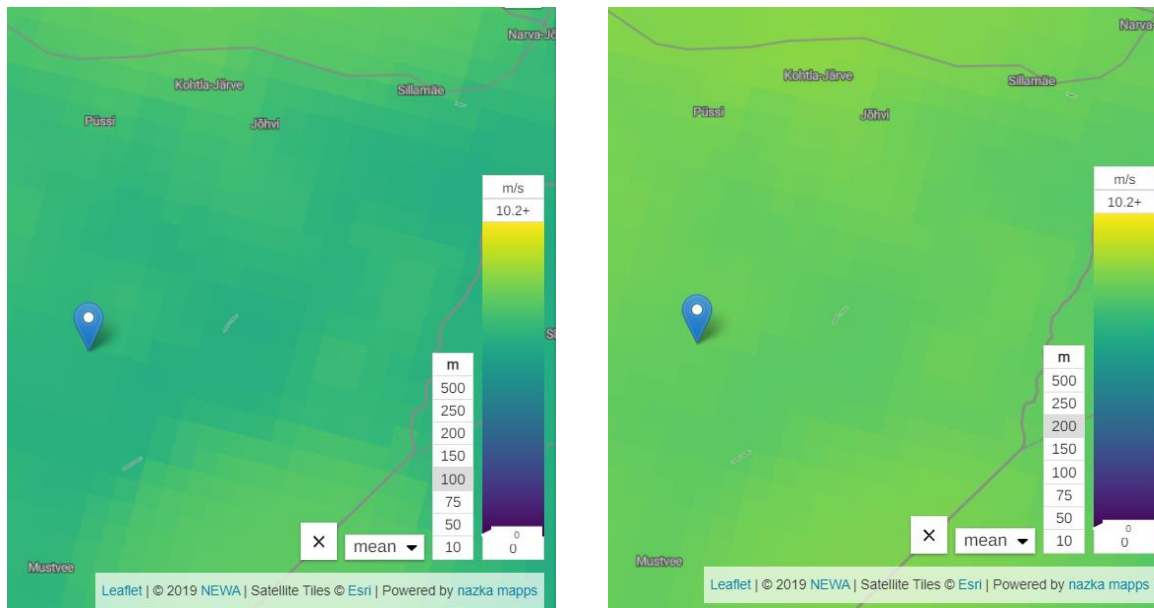 Narva-Jõ
Kohtla-Järve
Sillamäe
Püssi
Jõhvi
m/s
10.2+
m
500
250
200
150
100
75
50
10
0
0
×
mean
Mustvee
Leaflet | © 2019 NEWA | Satellite Tiles © Esri | Powered by nazka mapps
Narva-
Kohtla-Järve
Sillamäe
Püssi
Jõhvi
m/s
10.2+
m
500
250
200
150
100
75
50
10
0
0
×
mean
Mustvee
Leaflet | © 2019 NEWA | Satellite Tiles © Esri | Powered by nazka mapps